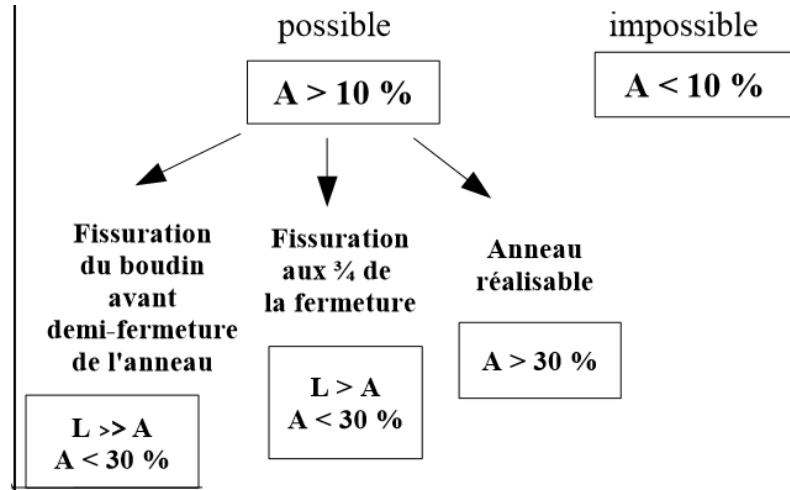 possible
impossible
A > 10 %
A < 10 %
Fissuration
du boudin
avant
demi-fermeture
de l'anneau
L >> A
A < 30 %
Fissuration
aux ¾ de
la fermeture
L > A
A < 30 %
Anneau
réalisable
A > 30 %